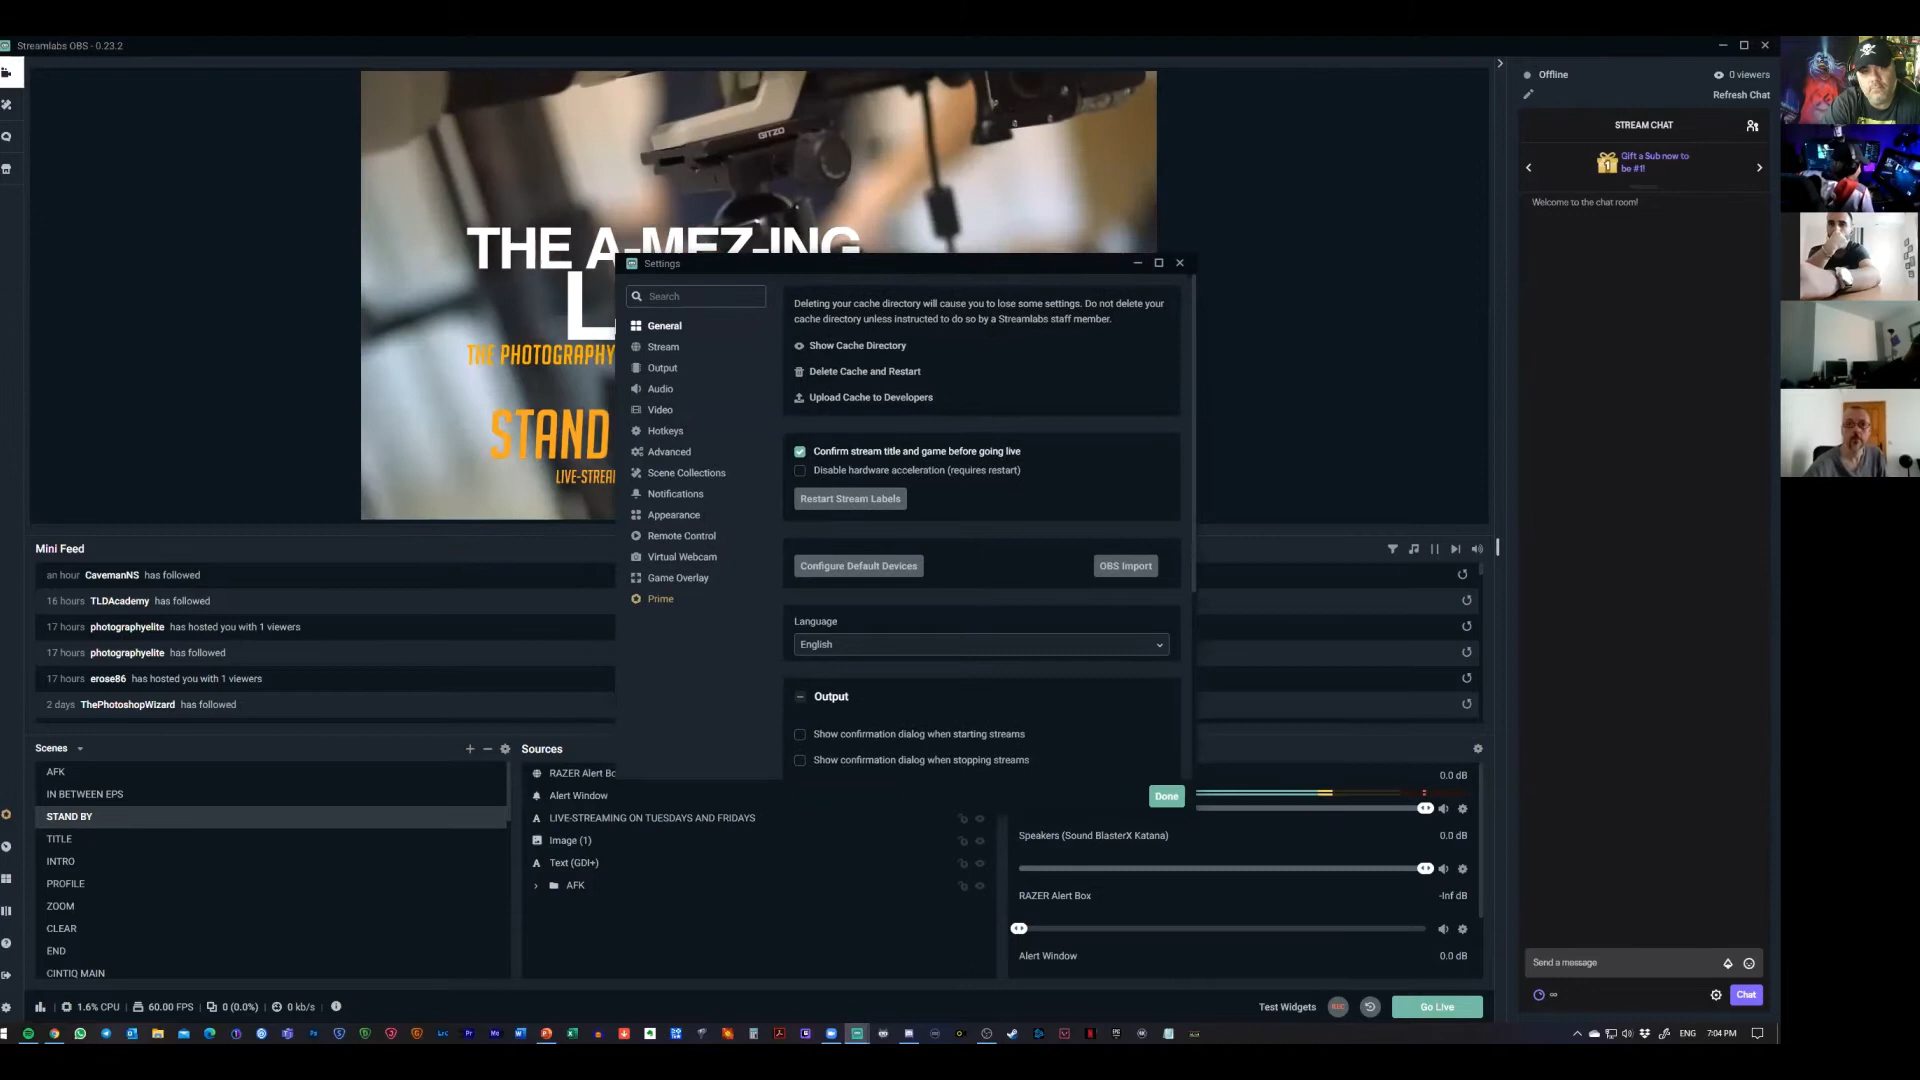 Streamlabs OBS - 0.23.2
Offline
0 viewers
Refresh Chat
STREAM CHAT
Gift a Sub now to
be #1!
Welcome to the chat room!
GITZO
THE A-MEZ-ING
L
THE PHOTOGRAPHY
STAND
LIVE-STREA
Settings
Search
General
Stream
Output
Audio
Video
Hotkeys
Advanced
Scene Collections
Notifications
Appearance
Remote Control
Virtual Webcam
Game Overlay
Prime
Deleting your cache directory will cause you to lose some settings. Do not delete your
cache directory unless instructed to do so by a Streamlabs staff member.
Show Cache Directory
Delete Cache and Restart
Upload Cache to Developers
Confirm stream title and game before going live
Disable hardware acceleration (requires restart)
Restart Stream Labels
Configure Default Devices
OBS Import
Language
English
Output
Show confirmation dialog when starting streams
Show confirmation dialog when stopping streams
Done
Mini Feed
an hour CavemanNS has followed
16 hours TLDAcademy has followed
17 hours photographyelite has hosted you with 1 viewers
17 hours photographyelite has followed
17 hours erose86 has hosted you with 1 viewers
2 days ThePhotoshopWizard has followed
Scenes
AFK
IN BETWEEN EPS
STAND BY
TITLE
INTRO
PROFILE
ZOOM
CLEAR
END
CINTIQ MAIN
Sources
RAZER Alert Bo
Alert Window
LIVE-STREAMING ON TUESDAYS AND FRIDAYS
Image (1)
Text (GDI+)
AFK
0.0 dB
Speakers (Sound BlasterX Katana)
0.0 dB
RAZER Alert Box
-Inf dB
Alert Window
0.0 dB
Send a message
Chat
1.6% CPU
60.00 FPS
0 (0.0%)
0 kb/s
Test Widgets
REC
Go Live
ENG
7:04 PM